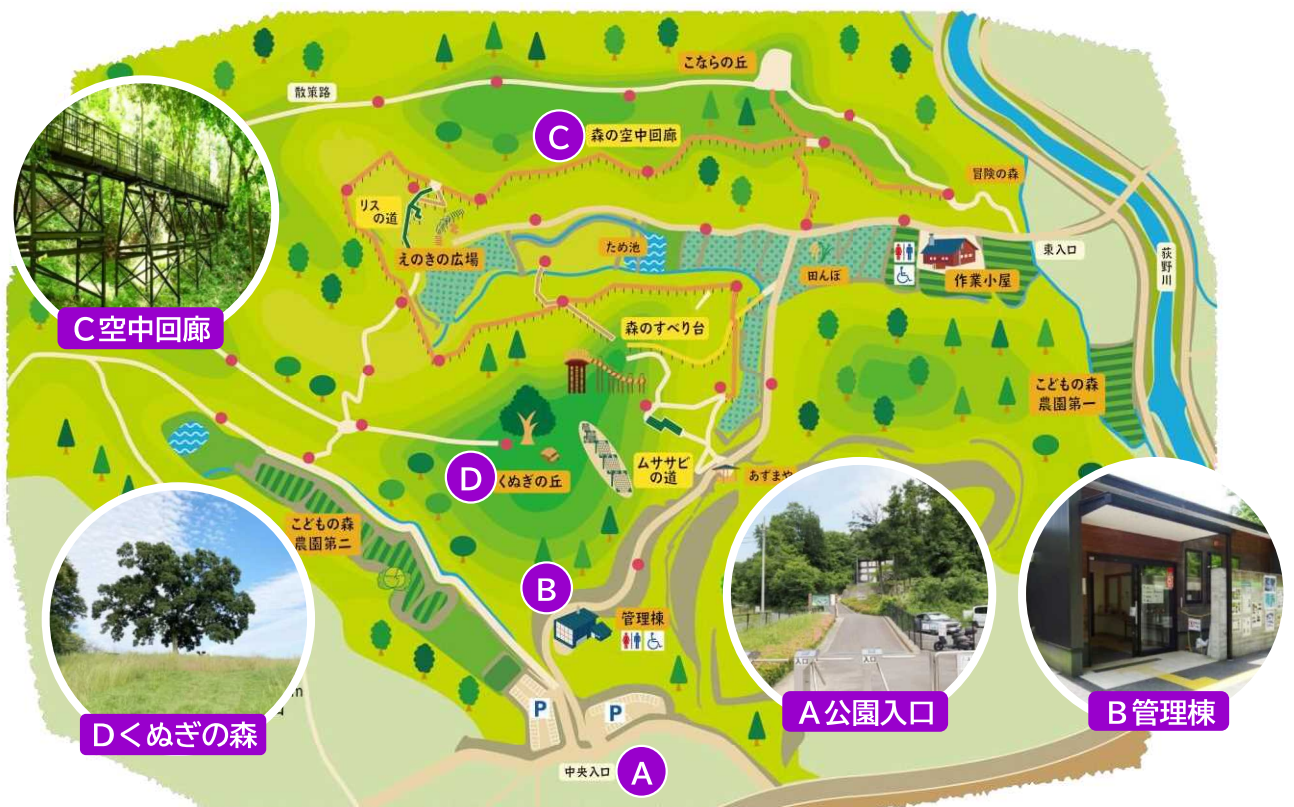 こならの丘
散策路
C
森の空中回廊
冒険の森
リス
の道
えのきの広場
ため池
田んぼ
作業小屋
東入口
荻野川
C空中回廊
森のすべり台
こどもの森
農園第一
D
くぬぎの丘
ムササビ
の道
あずまや
こどもの森
農園第二
B
管理棟
入口
入口
Dくぬぎの森
A公園入口
B管理棟
P
P
中央入口
A